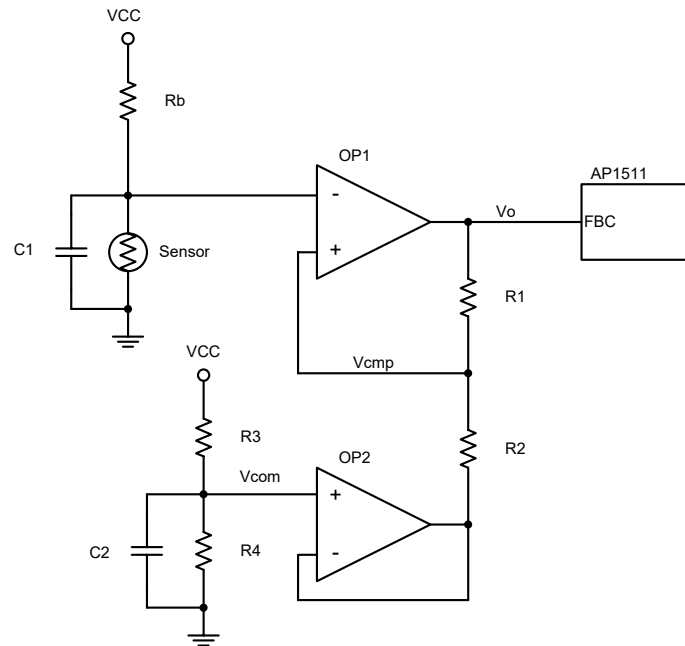 VCC
Rb
OP1
AP1511
-
Vo
FBC
C1
Sensor
+
R1
VCC
Vcmp
R3
OP2
R2
Vcom
+
C2
R4
-